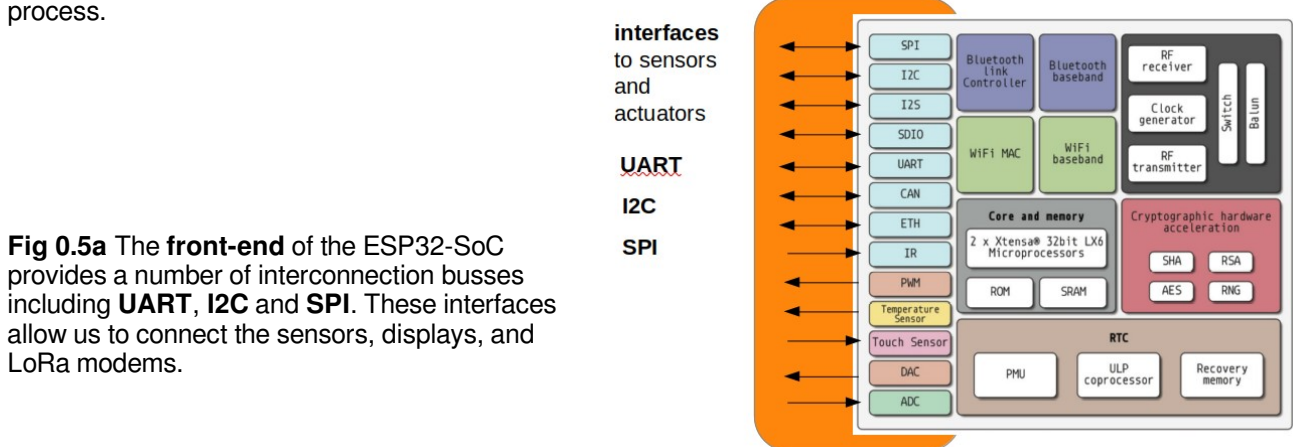 process.
interfaces
to sensors
and
actuators
UART
I2C
SPI
Fig 0.5a The front-end of the ESP32-SoC
provides a number of interconnection busses
including UART, I2C and SPI. These interfaces
allow us to connect the sensors, displays, and
LoRa modems.
SPI
I2C
I2S
SDIO
UART
CAN
ETH
IR
PWM
Temperature
Sensor
Touch Sensor
DAC
ADC
Bluetooth
link
Controller
Bluetooth
baseband
WiFi MAC
WiFi
baseband
RF
receiver
Clock
generator
RF
transmitter
Switch
Balun
Core and memory
2 x Xtensa® 32bit LX6
Microprocessors
ROM
SRAM
Cryptographic hardware
acceleration
SHA
RSA
AES
RNG
RTC
PMU
ULP
coprocessor
Recovery
memory